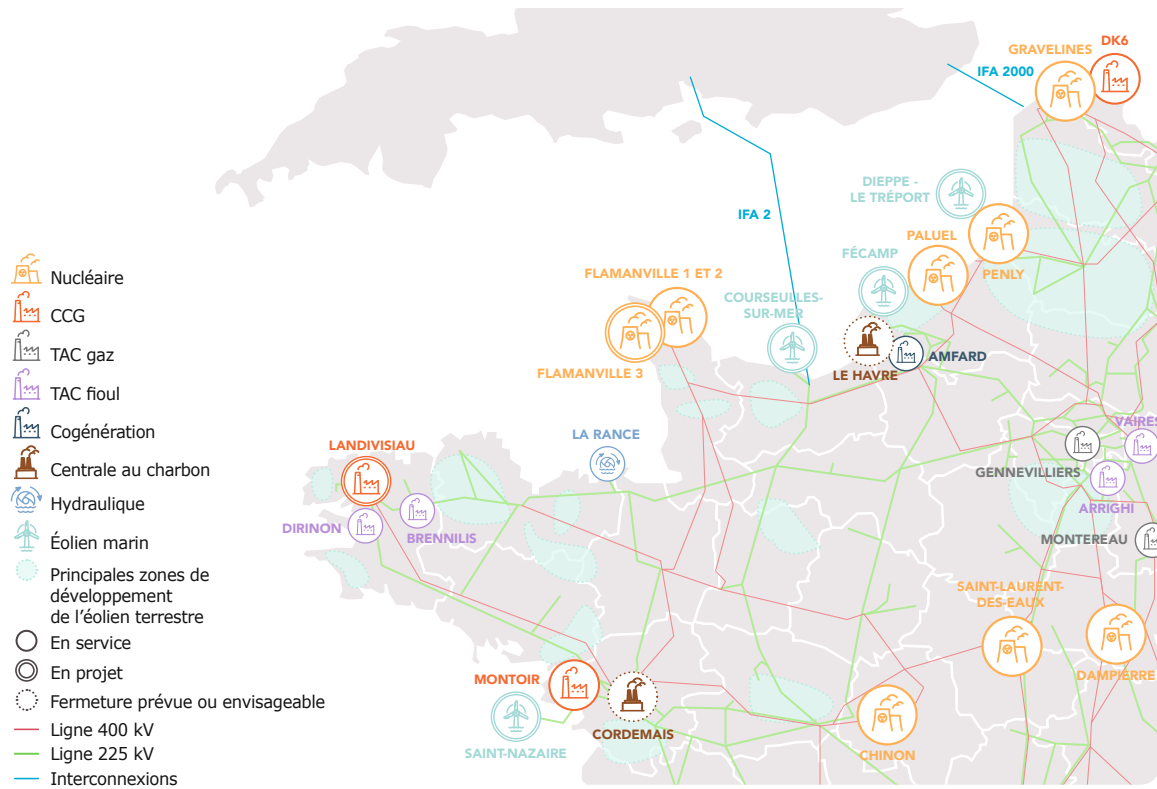 GRAVELINES
DK6
IFA 2000
DIEPPE -
LE TRÉPORT
IFA 2
PALUEL
FÉCAMP
PENLY
FLAMANVILLE 1 ET 2
COURSEULLES-
SUR-MER
FLAMANVILLE 3
LE HAVRE
AMFARD
LA RANCE
VAIRES
GENNEVILLIERS
ARRIGHI
MONTEREAU
LANDIVISIAU
DIRINON
BRENNILIS
SAINT-LAURENT-
DES-EAUX
DAMPIERRE
MONTOIR
CORDEMAIS
SAINT-NAZAIRE
CHINON
Nucléaire
CCG
TAC gaz
TAC fioul
Cogénération
Centrale au charbon
Hydraulique
Éolien marin
Principales zones de
développement
de l'éolien terrestre
En service
En projet
Fermeture prévue ou envisageable
Ligne 400 kV
Ligne 225 kV
Interconnexions